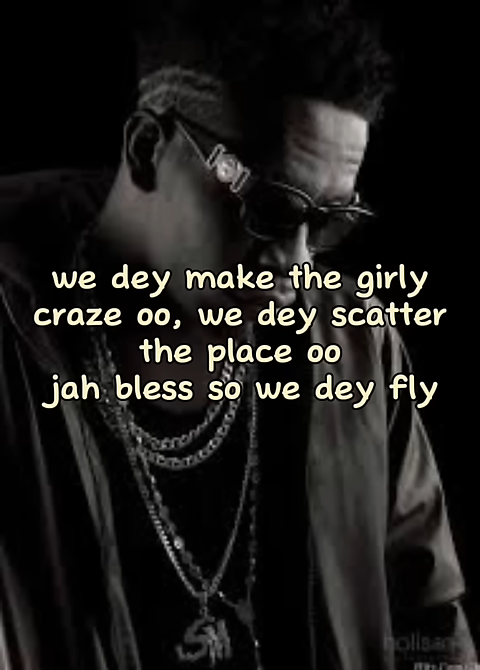 we dey make the girly
craze oo, we dey scatter
the place oo
jah bless so we dey fly
SM